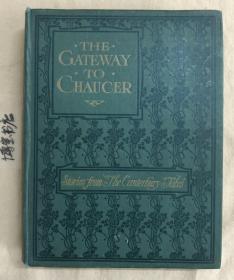 THE
GATEWAY
TO
CHAUCER
Stories from The Canterbury Tales